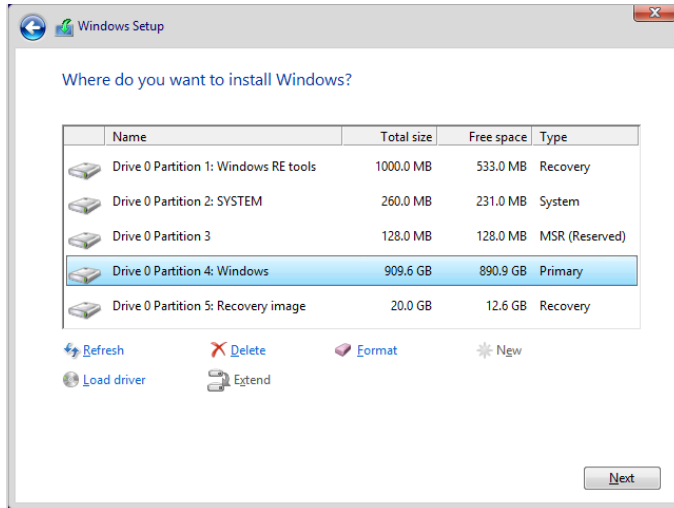 Windows Setup
Where do you want to install Windows?
Name Total size Free space Type
Drive 0 Partition 1: Windows RE tools 1000.0 MB 533.0 MB Recovery
Drive 0 Partition 2: SYSTEM 260.0 MB 231.0 MB System
Drive 0 Partition 3 128.0 MB 128.0 MB MSR (Reserved)
Drive 0 Partition 4: Windows 909.6 GB 890.9 GB Primary
Drive 0 Partition 5: Recovery image 20.0 GB 12.6 GB Recovery
Refresh Delete Format New
Load driver Extend
Next